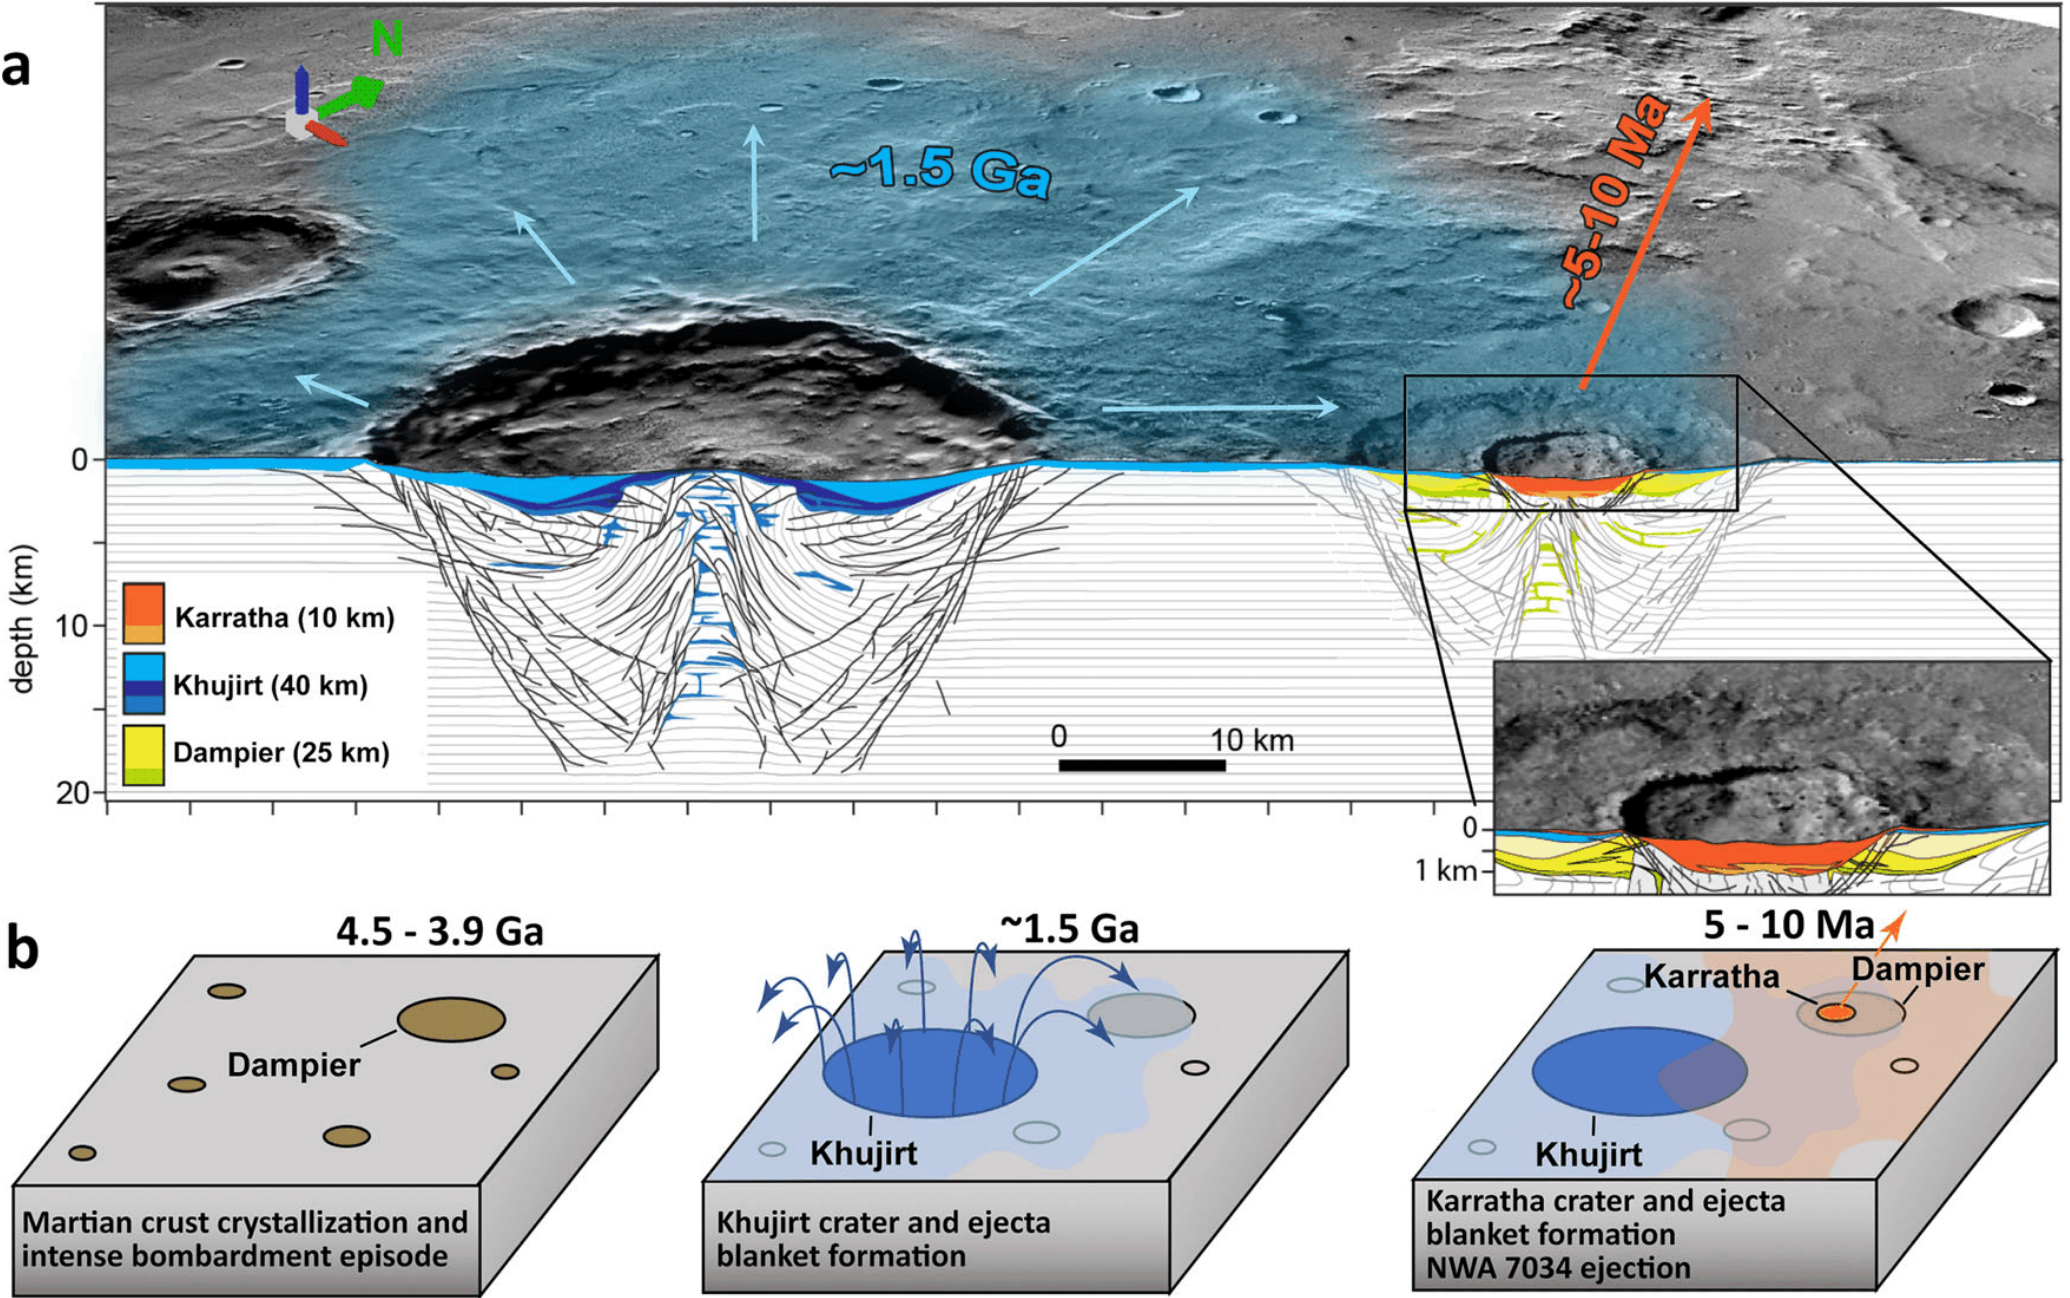 a
N
~1.5 Ga
~5-10 Ma
0
10
20
depth (km)
Karratha (10 km)
Khujirt (40 km)
Dampier (25 km)
0
10 km
0
1 km
b
4.5 - 3.9 Ga
Dampier
Martian crust crystallization and
intense bombardment episode
~1.5 Ga
Khujirt
Khujirt crater and ejecta
blanket formation
5 - 10 Ma
Karratha
Dampier
Khujirt
Karratha crater and ejecta
blanket formation
NWA 7034 ejection